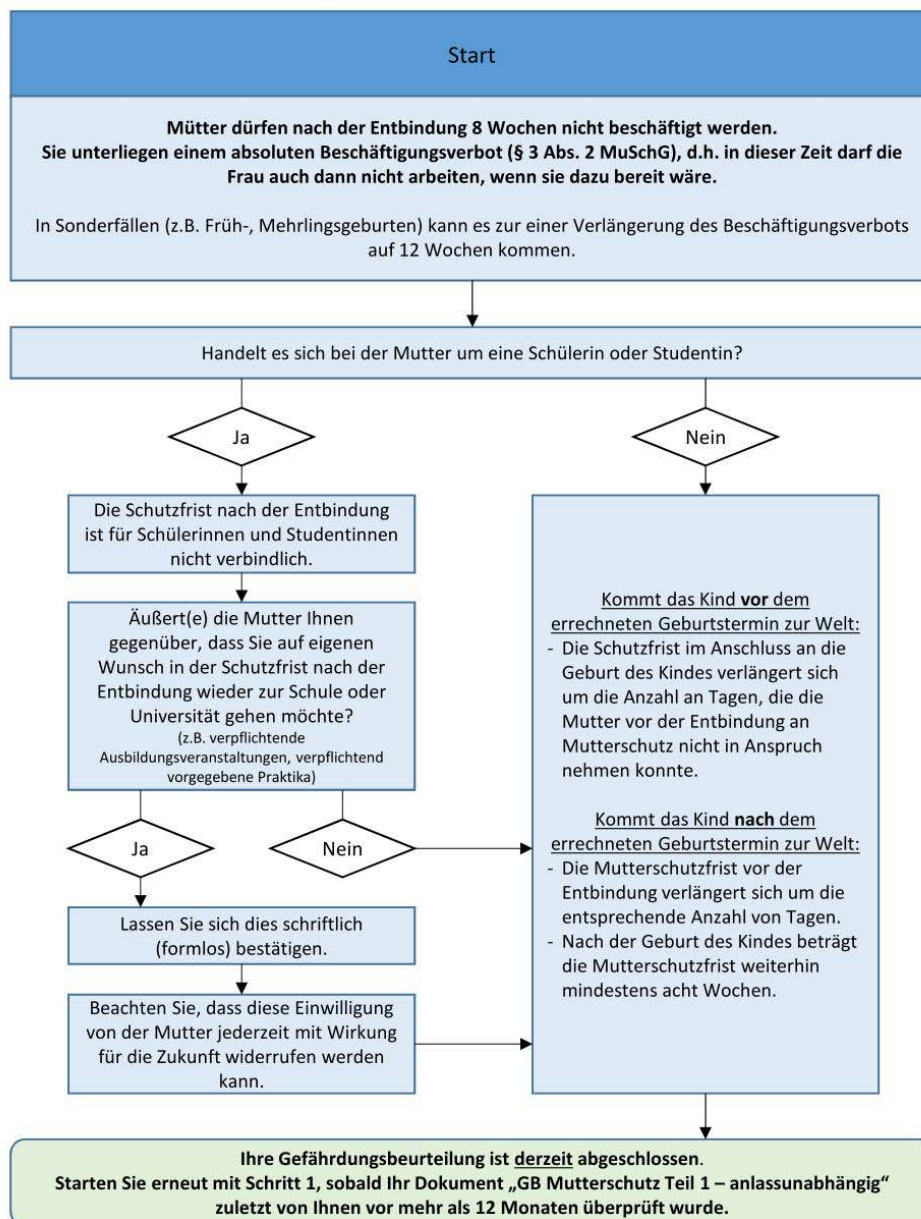 Start
Mütter dürfen nach der Entbindung 8 Wochen nicht beschäftigt werden.
Sie unterliegen einem absoluten Beschäftigungsverbot (§ 3 Abs. 2 MuSchG), d.h. in dieser Zeit darf die
Frau auch dann nicht arbeiten, wenn sie dazu bereit wäre.
In Sonderfällen (z.B. Früh-, Mehrlingsgeburten) kann es zur einer Verlängerung des Beschäftigungsverbots
auf 12 Wochen kommen.
Handelt es sich bei der Mutter um eine Schülerin oder Studentin?
Ja
Nein
Die Schutzfrist nach der Entbindung
ist für Schülerinnen und Studentinnen
nicht verbindlich.
Äußert(e) die Mutter Ihnen
gegenüber, dass Sie auf eigenen
Wunsch in der Schutzfrist nach der
Entbindung wieder zur Schule oder
Universität gehen möchte?
(z.B. verpflichtende
Ausbildungsveranstaltungen, verpflichtend
vorgegebene Praktika)
Ja
Nein
Lassen Sie sich dies schriftlich
(formlos) bestätigen.
Beachten Sie, dass diese Einwilligung
von der Mutter jederzeit mit Wirkung
für die Zukunft widerrufen werden
kann.
Kommt das Kind vor dem
errechneten Geburtstermin zur Welt:
- Die Schutzfrist im Anschluss an die
Geburt des Kindes verlängert sich
um die Anzahl an Tagen, die die
Mutter vor der Entbindung an
Mutterschutz nicht in Anspruch
nehmen konnte.
Kommt das Kind nach dem
errechneten Geburtstermin zur Welt:
- Die Mutterschutzfrist vor der
Entbindung verlängert sich um die
entsprechende Anzahl von Tagen.
- Nach der Geburt des Kindes beträgt
die Mutterschutzfrist weiterhin
mindestens acht Wochen.
Ihre Gefährdungsbeurteilung ist derzeit abgeschlossen.
Starten Sie erneut mit Schritt 1, sobald Ihr Dokument „GB Mutterschutz Teil 1 – anlassunabhängig“
zuletzt von Ihnen vor mehr als 12 Monaten überprüft wurde.